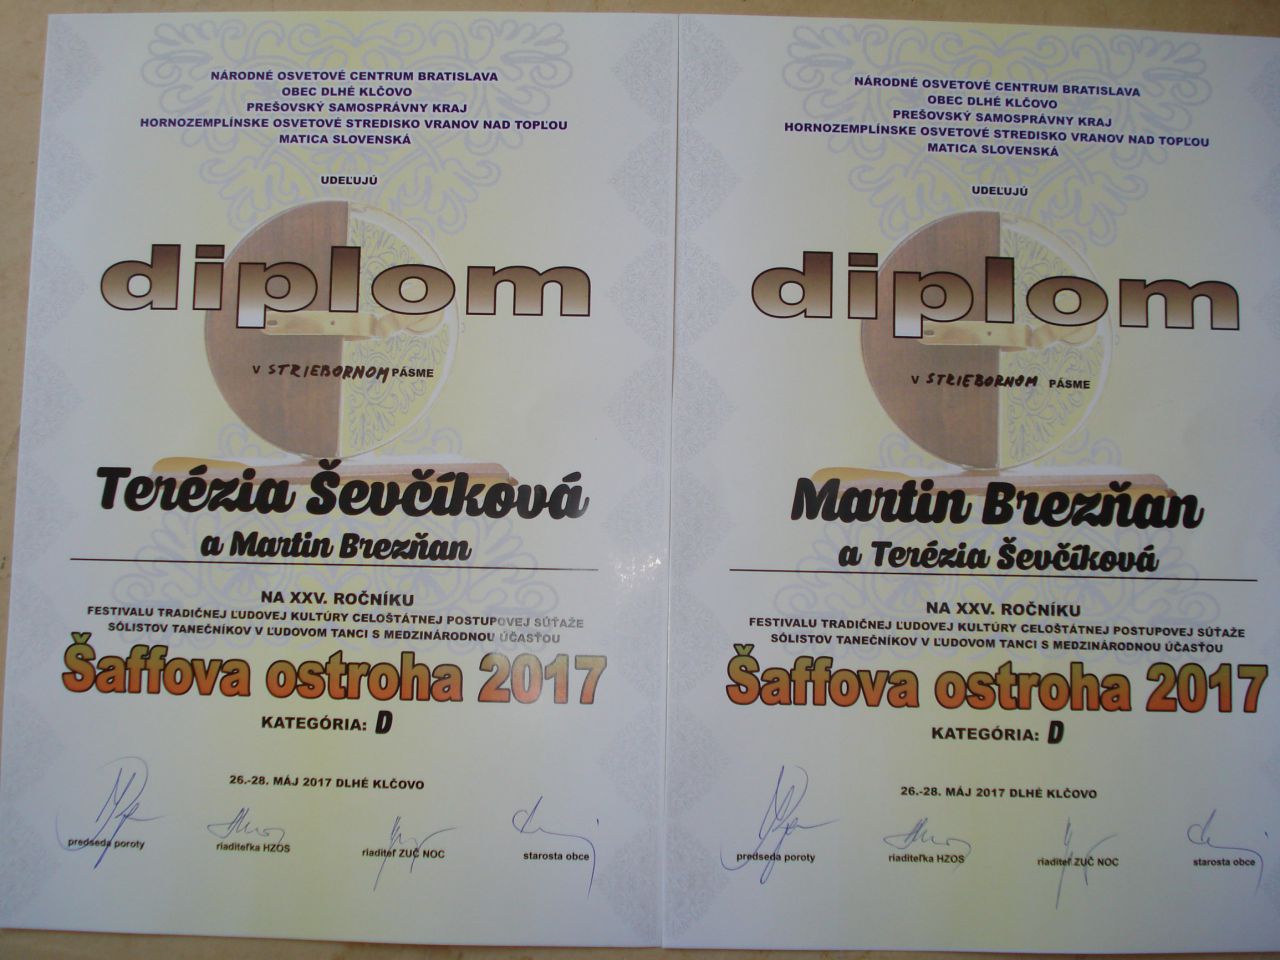 NÁRODNÉ OSVETOVÉ CENTRUM BRATISLAVA
OBEC DLHÉ KLČOVO
PREŠOVSKÝ SAMOSPRÁVNY KRAJ
HORNOZEMPLÍNSKE OSVETOVÉ STREDISKO VRANOV NAD TOPĽOU
MATICA SLOVENSKÁ
UDEĽUJÚ
diplom
V STRIEBORNOM PÁSME
Terézia Ševčíková
a Martin Brezňan
NA XXV. ROČNÍKU
FESTIVALU TRADIČNEJ ĽUDOVEJ KULTÚRY CELOŠTÁTNEJ POSTUPOVEJ SÚŤAŽE
SÓLISTOV TANEČNÍKOV V ĽUDOVOM TANCI S MEDZINÁRODNOU ÚČASŤOU
Šaffova ostroha 2017
KATEGÓRIA: D
26.-28. MÁJ 2017 DLHÉ KLČOVO
predseda poroty
riaditeľka HZOS
riaditeľ ZUČ NOC
starosta obce
NÁRODNÉ OSVETOVÉ CENTRUM BRATISLAVA
OBEC DLHÉ KLČOVO
PREŠOVSKÝ SAMOSPRÁVNY KRAJ
HORNOZEMPLÍNSKE OSVETOVÉ STREDISKO VRANOV NAD TOPĽOU
MATICA SLOVENSKÁ
UDEĽUJÚ
diplom
V STRIEBORNOM PÁSME
Martin Brezňan
a Terézia Ševčíková
NA XXV. ROČNÍKU
FESTIVALU TRADIČNEJ ĽUDOVEJ KULTÚRY CELOŠTÁTNEJ POSTUPOVEJ SÚŤAŽE
SÓLISTOV TANEČNÍKOV V ĽUDOVOM TANCI S MEDZINÁRODNOU ÚČASŤOU
Šaffova ostroha 2017
KATEGÓRIA: D
26.-28. MÁJ 2017 DLHÉ KLČOVO
predseda poroty
riaditeľka HZOS
riaditeľ ZUČ NOC
starosta obce